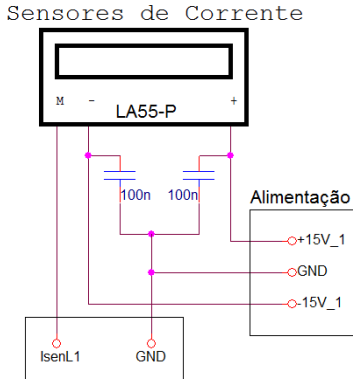 Sensores de Corrente
M - +
LA55-P
100n 100n
Alimentação
+15V_1
GND
-15V_1
IsenL1 GND